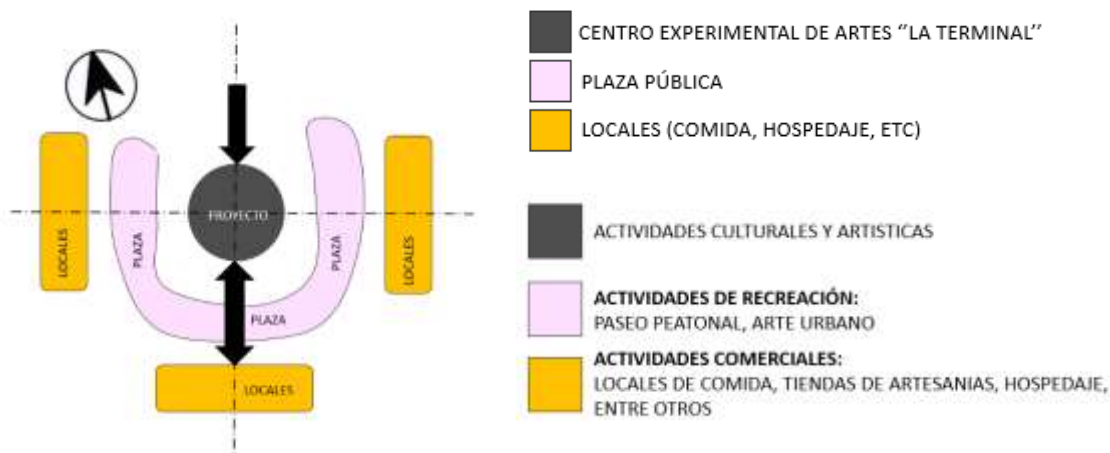 CENTRO EXPERIMENTAL DE ARTES ‘‘LA TERMINAL’’
PLAZA PÚBLICA
LOCALES (COMIDA, HOSPEDAJE, ETC)
PROYECTO
LOCALES
PLAZA
PLAZA
LOCALES
PLAZA
LOCALES
ACTIVIDADES CULTURALES Y ARTISTICAS
ACTIVIDADES DE RECREACIÓN:
PASEO PEATONAL, ARTE URBANO
ACTIVIDADES COMERCIALES:
LOCALES DE COMIDA, TIENDAS DE ARTESANIAS, HOSPEDAJE,
ENTRE OTROS